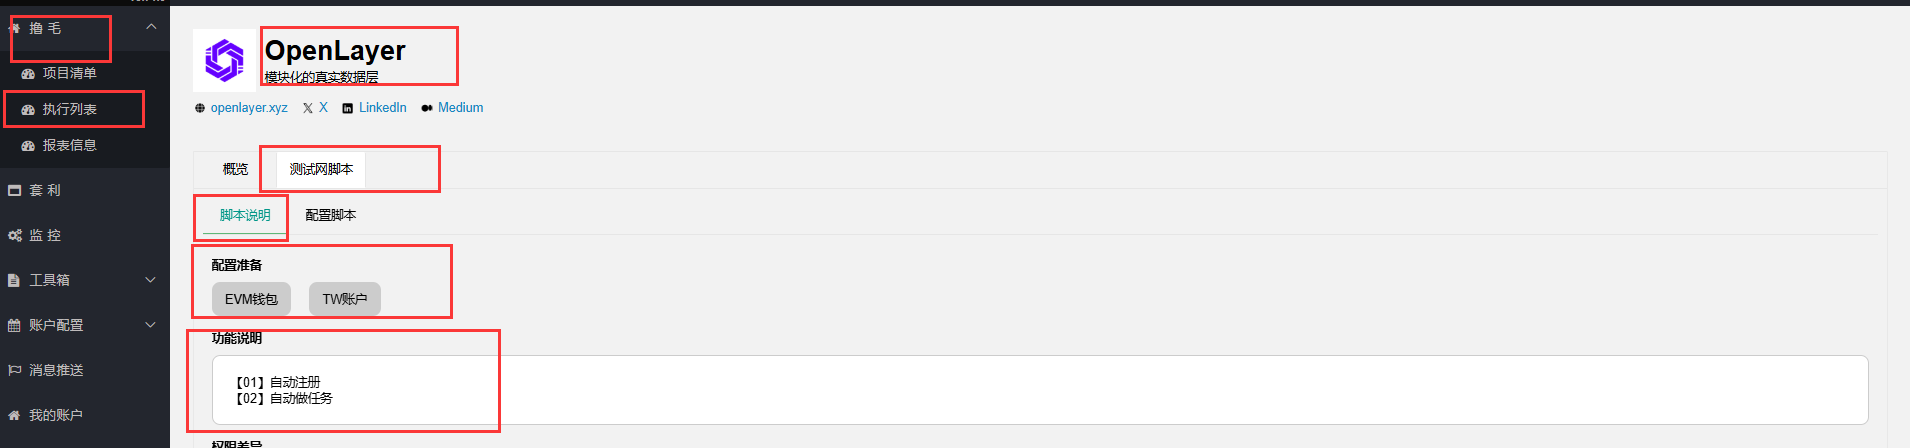 撸 毛
项目清单
执行列表
报表信息
套 利
监 控
工具箱
账户配置
消息推送
我的账户
OpenLayer
模块化的真实数据层
openlayer.xyz X LinkedIn Medium
概览 测试网脚本
脚本说明 配置脚本
配置准备
EVM钱包 TW账户
功能说明
【01】自动注册
【02】自动做任务
权限差异